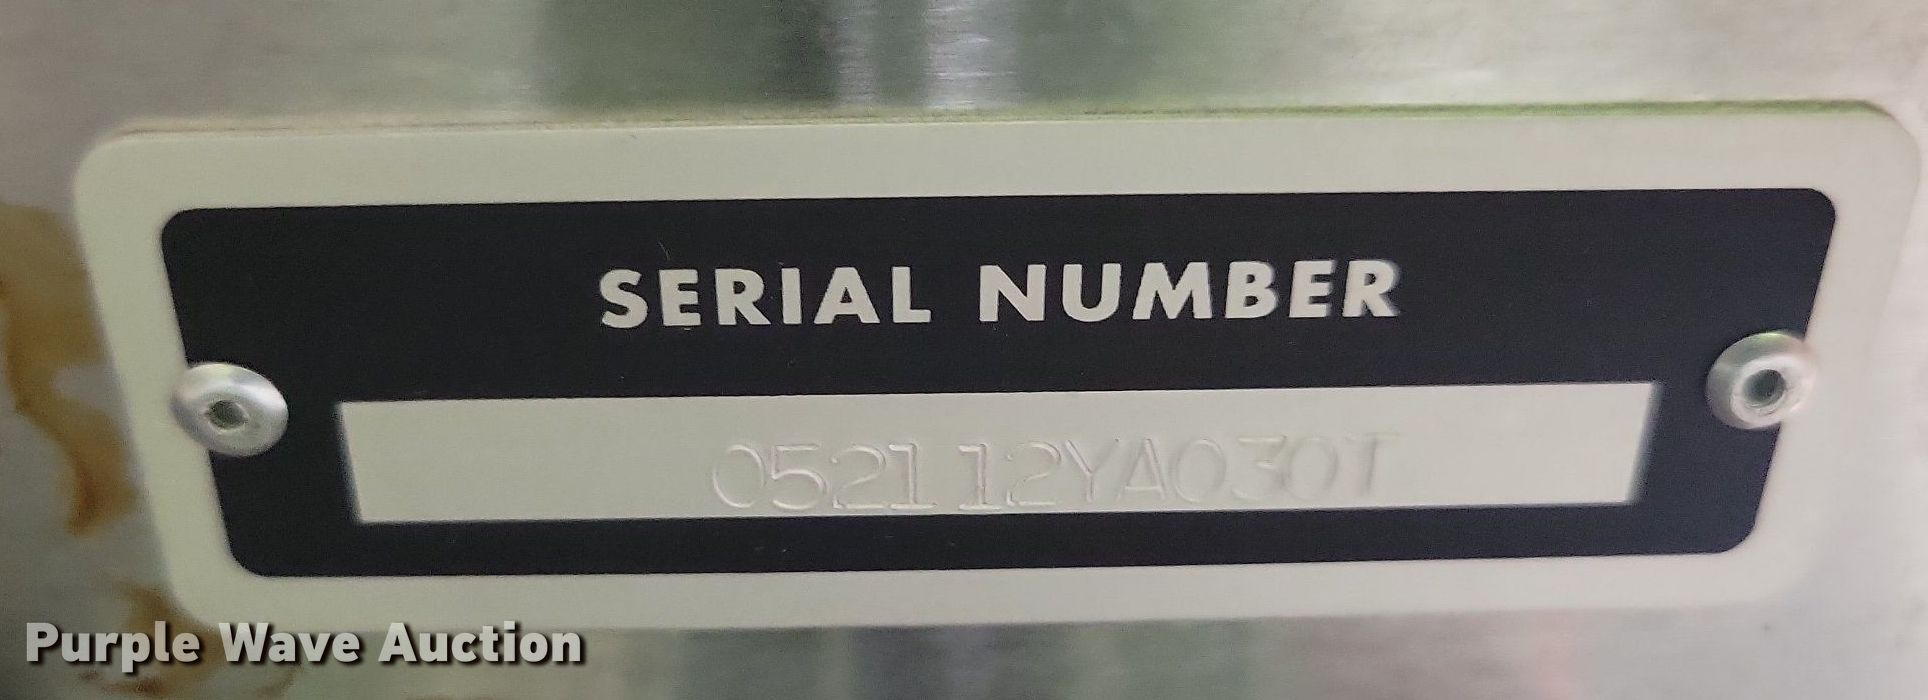 SERIAL NUMBER
052112YA030T
Purple Wave Auction